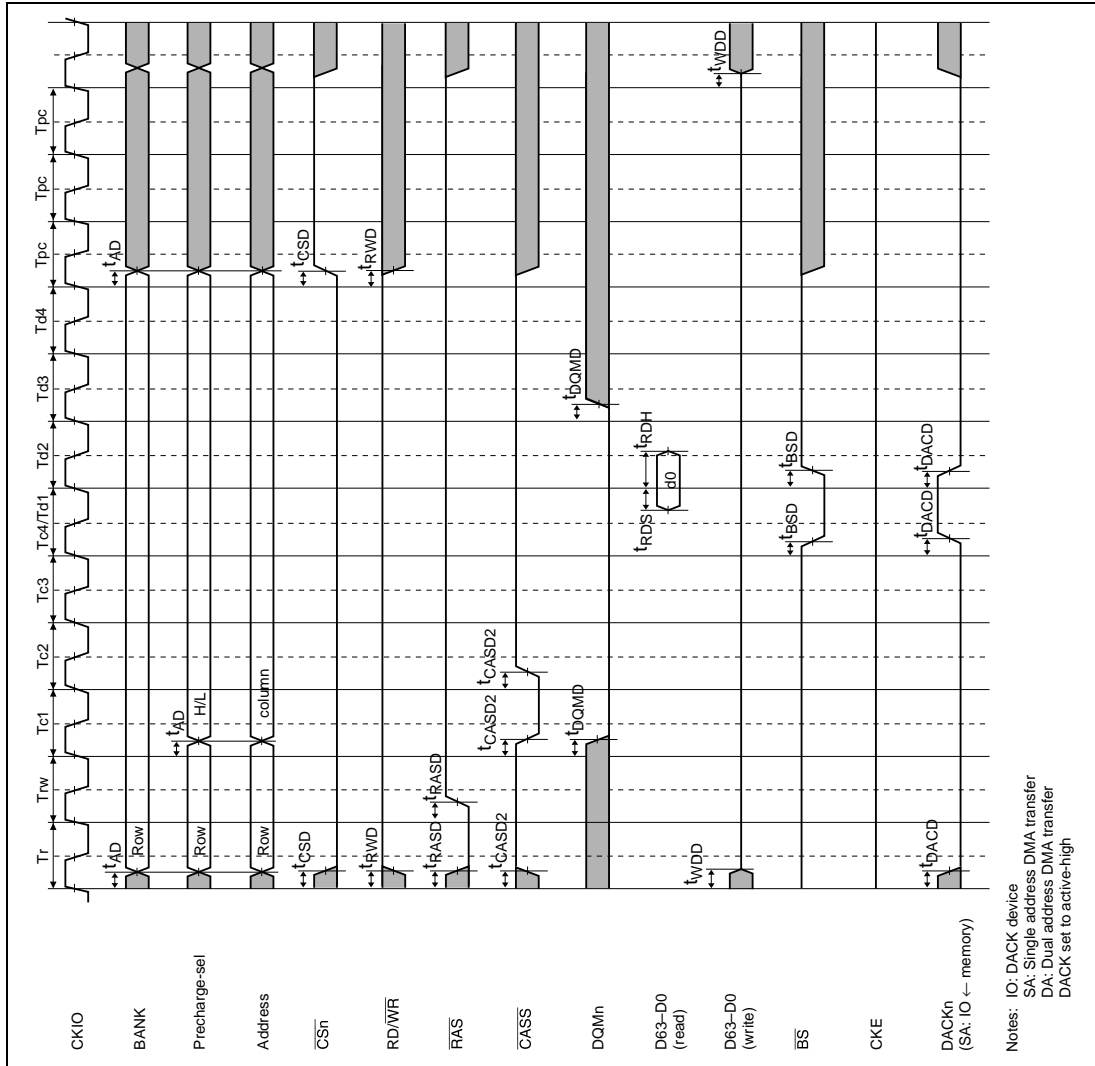 Tr
Trw
Tc1
Tc2
Tc3
Tc4/Td1
Td2
Td3
Td4
Tpc
Tpc
Tpc
CKIO
BANK
tAD
Row
tAD
Precharge-sel
Row
tAD
H/L
Address
Row
column
CSn
tCSD
tCSD
RD/WR
tRWD
tRWD
RAS
tRASD
tRASD
CASS
tCASD2
tCASD2
tCASD2
DQMn
tDQMD
tDQMD
D63–D0
(read)
tRDS
d0
tRDH
D63–D0
(write)
tWDD
tWDD
BS
tBSD
tBSD
CKE
DACKn
(SA: IO ← memory)
tDACD
tDACD
tDACD
Notes: IO: DACK device
SA: Single address DMA transfer
DA: Dual address DMA transfer
DACK set to active-high